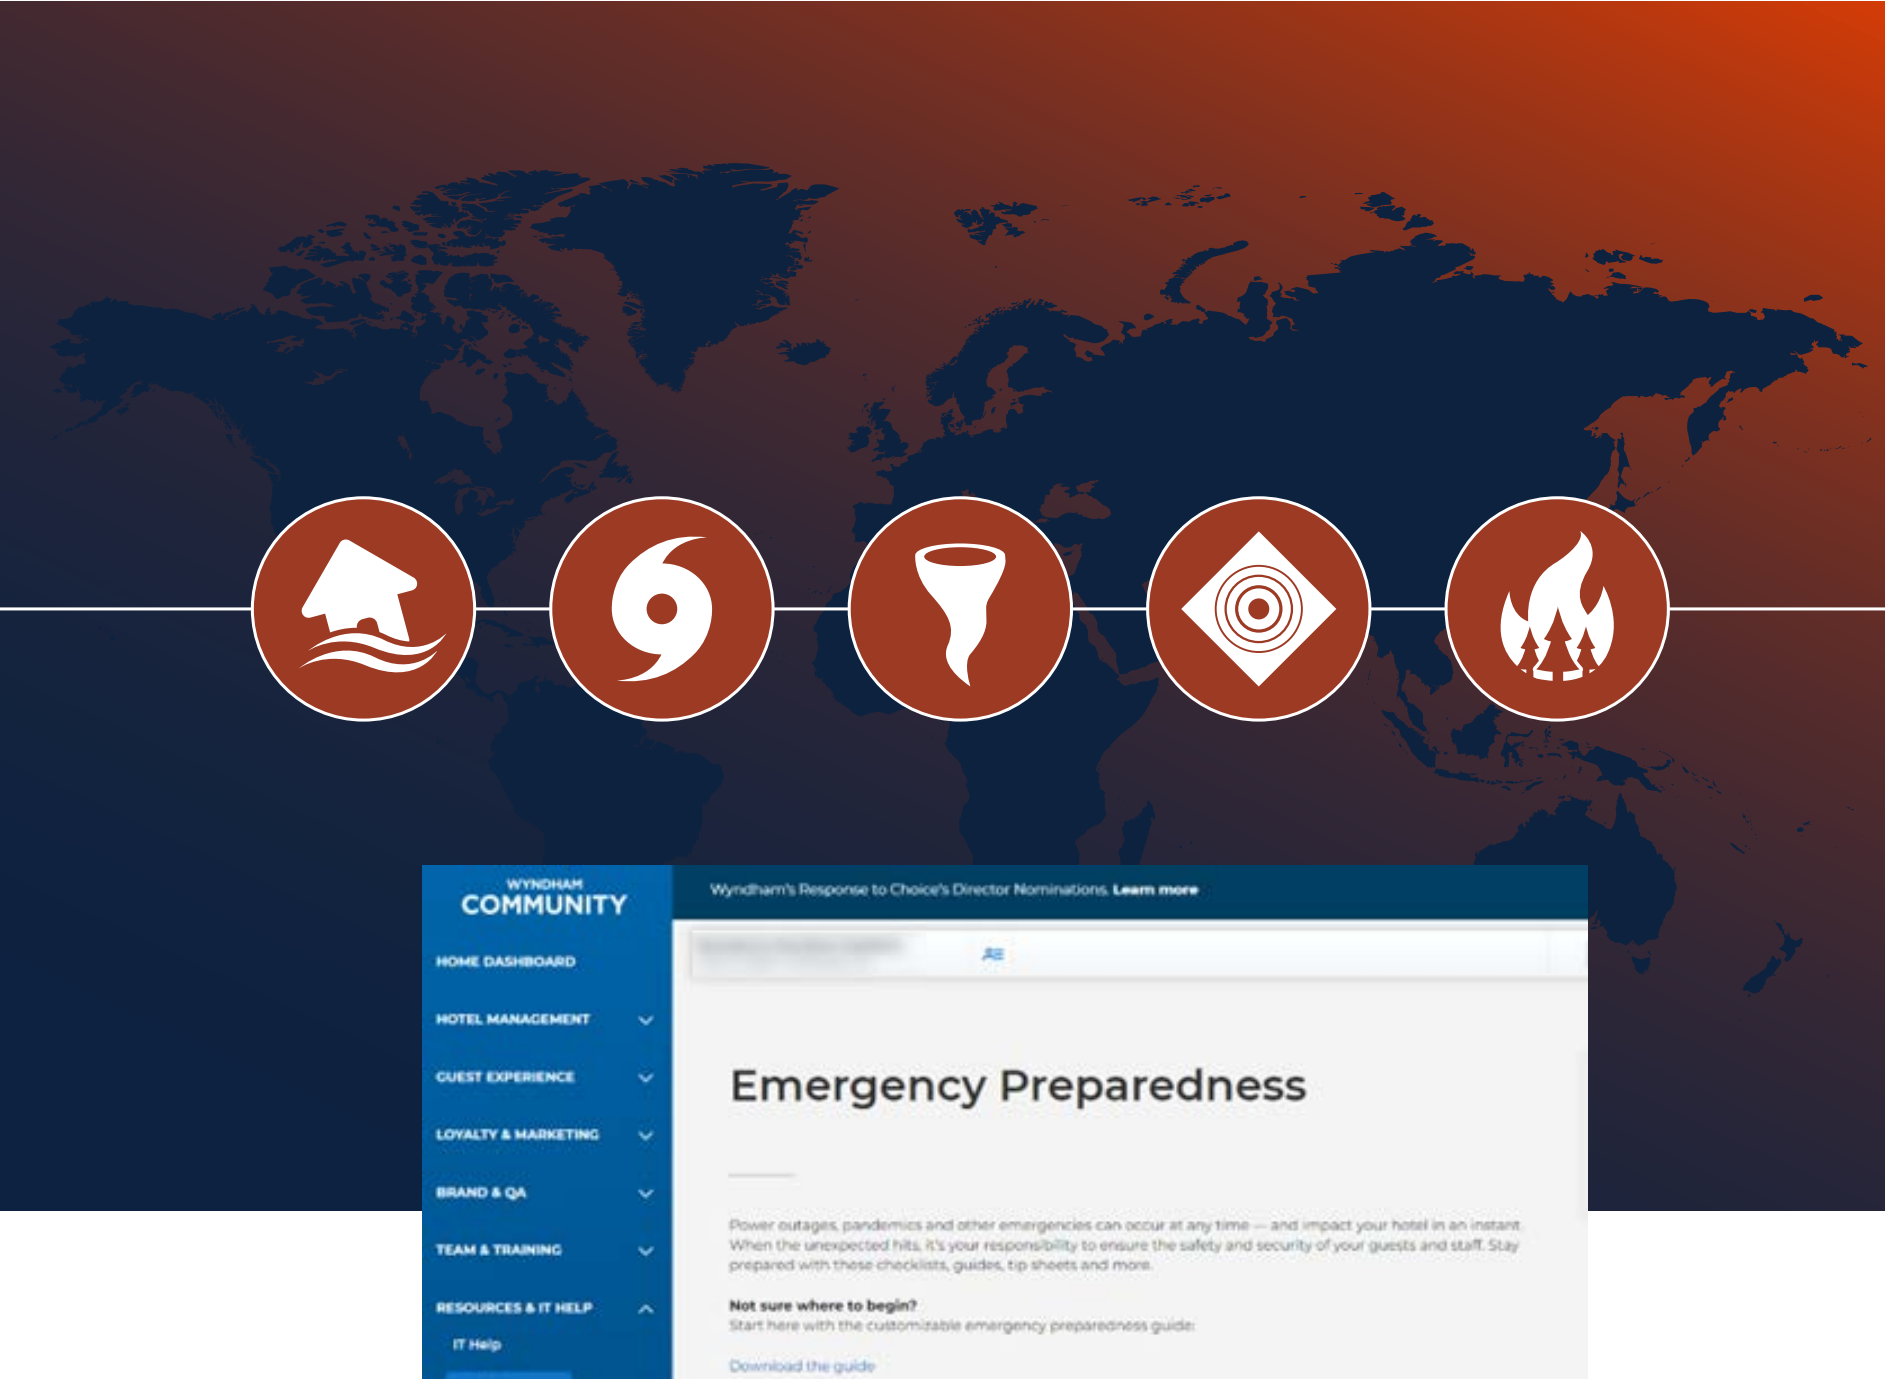 WYNDHAM
COMMUNITY
HOME DASHBOARD
HOTEL MANAGEMENT
GUEST EXPERIENCE
LOYALTY & MARKETING
BRAND & QA
TEAM & TRAINING
RESOURCES & IT HELP
IT Help
Wyndham's Response to Choice's Director Nominations. Learn more
Emergency Preparedness
Power outages, pandemics and other emergencies can occur at any time — and impact your hotel in an instant.
When the unexpected hits, it's your responsibility to ensure the safety and security of your guests and staff. Stay
prepared with these checklists, guides, tip sheets and more.
Not sure where to begin?
Start here with the customizable emergency preparedness guide:
Download the guide